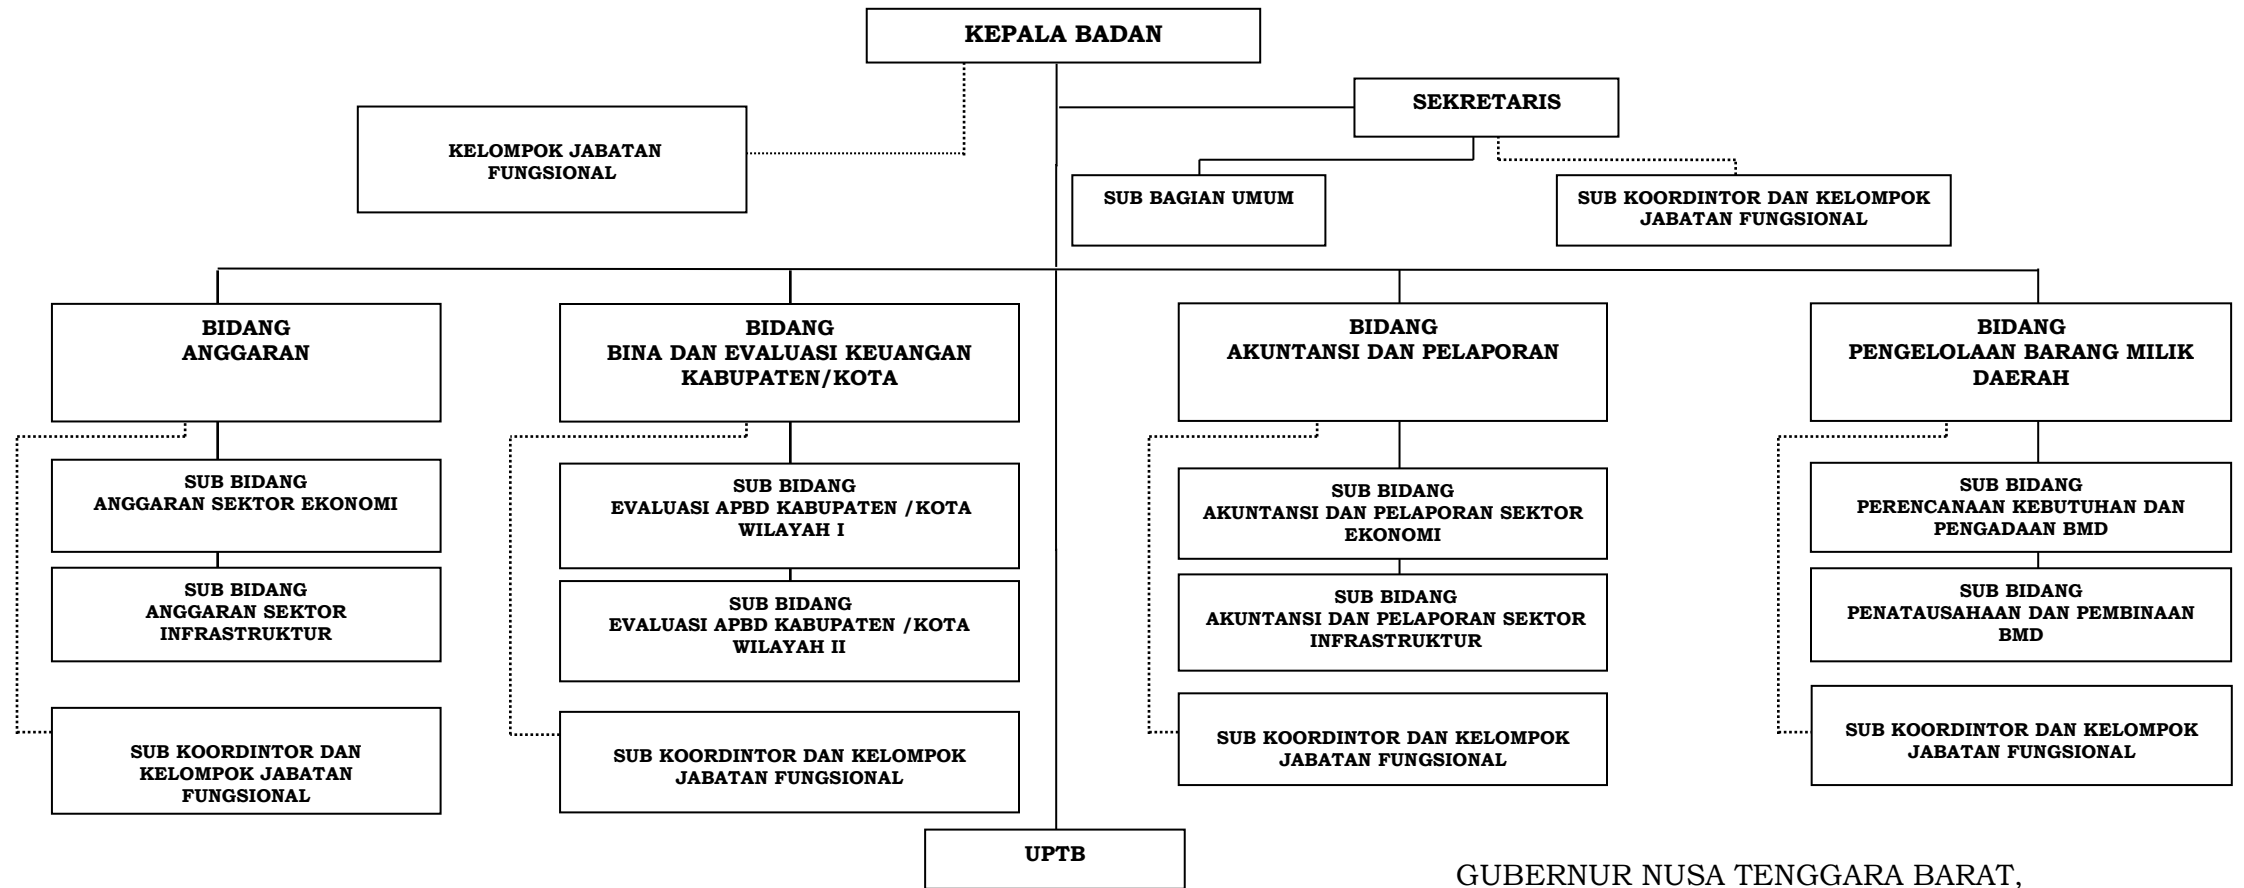 KEPALA BADAN
SEKRETARIS
KELOMPOK JABATAN
FUNGSIONAL
SUB BAGIAN UMUM
SUB KOORDINTOR DAN KELOMPOK
JABATAN FUNGSIONAL
BIDANG
ANGGARAN
BIDANG
BINA DAN EVALUASI KEUANGAN
KABUPATEN/KOTA
BIDANG
AKUNTANSI DAN PELAPORAN
BIDANG
PENGELOLAAN BARANG MILIK
DAERAH
SUB BIDANG
ANGGARAN SEKTOR EKONOMI
SUB BIDANG
EVALUASI APBD KABUPATEN /KOTA
WILAYAH I
SUB BIDANG
AKUNTANSI DAN PELAPORAN SEKTOR
EKONOMI
SUB BIDANG
PERENCANAAN KEBUTUHAN DAN
PENGADAAN BMD
SUB BIDANG
ANGGARAN SEKTOR
INFRASTRUKTUR
SUB BIDANG
EVALUASI APBD KABUPATEN /KOTA
WILAYAH II
SUB BIDANG
AKUNTANSI DAN PELAPORAN SEKTOR
INFRASTRUKTUR
SUB BIDANG
PENATAUSAHAAN DAN PEMBINAAN
BMD
SUB KOORDINTOR DAN
KELOMPOK JABATAN
FUNGSIONAL
SUB KOORDINTOR DAN KELOMPOK
JABATAN FUNGSIONAL
SUB KOORDINTOR DAN KELOMPOK
JABATAN FUNGSIONAL
SUB KOORDINTOR DAN KELOMPOK
JABATAN FUNGSIONAL
UPTB
GUBERNUR NUSA TENGGARA BARAT,